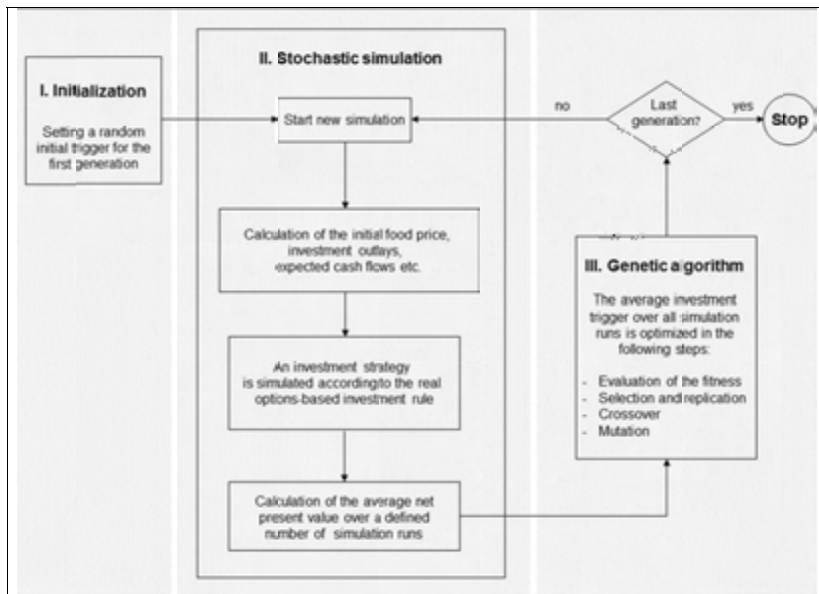 I. Initialization
Setting a random
initial trigger for the
first generation
II. Stochastic simulation
Start new simulation
Calculation of the initial food price,
investment outlays,
expected cash flows etc.
An investment strategy
is simulated according to the real
options-based investment rule
Calculation of the average net
present value over a defined
number of simulation runs
no
Last
generation?
yes
Stop
III. Genetic algorithm
The average investment
trigger over all simulation
runs is optimized in the
following steps:
- Evaluation of the fitness
- Selection and replication
- Crossover
- Mutation